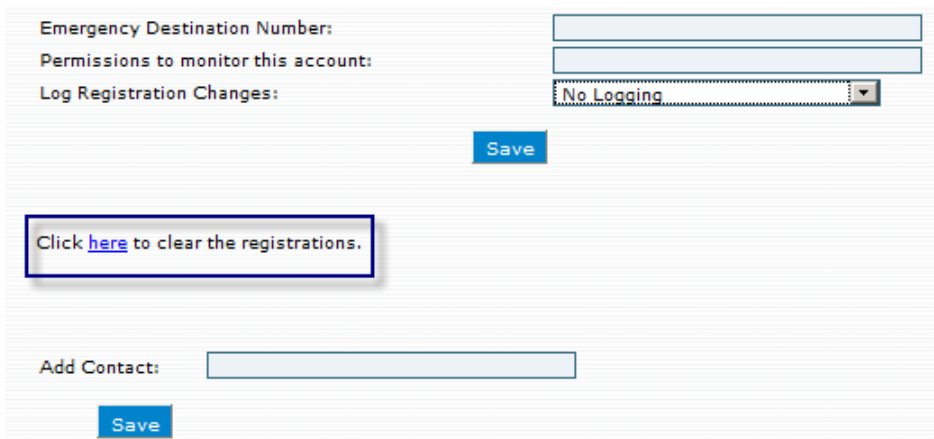 Emergency Destination Number:
Permissions to monitor this account:
Log Registration Changes: No Logging
Save
Click here to clear the registrations.
Add Contact:
Save